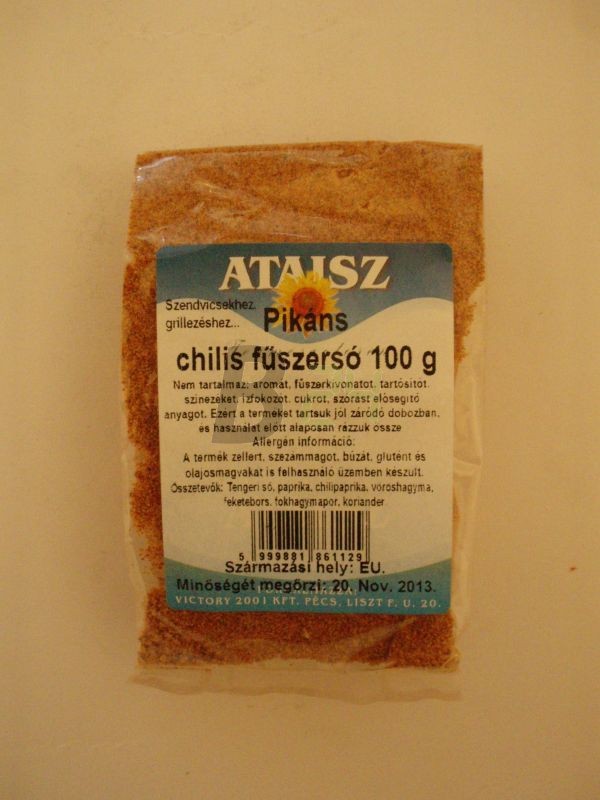 ATAISZ
Szendvicsekhez,
grillezéshez...
Pikáns
chilis fűszersó 100 g
Nem tartalmaz: aromát, fűszerkivonatot, tartósítót,
színezéket, ízfokozót, cukrot, szórást elősegítő
anyagot. Ezért a terméket tartsuk jól záródó dobozban,
és használat előtt alaposan rázzuk össze
Allergén információ:
A termék zellert, szezámmagot, búzát, glutént és
olajosmagvakat is felhasználó üzemben készült.
Összetevők: Tengeri só, paprika, chilipaprika, vöröshagyma,
feketebors, fokhagymapor, koriander
5 999881 861129
Származási hely: EU.
Minőségét megőrzi: 20. Nov. 2013.
VICTORY 2001 KFT. PÉCS, LISZT F. U. 20.